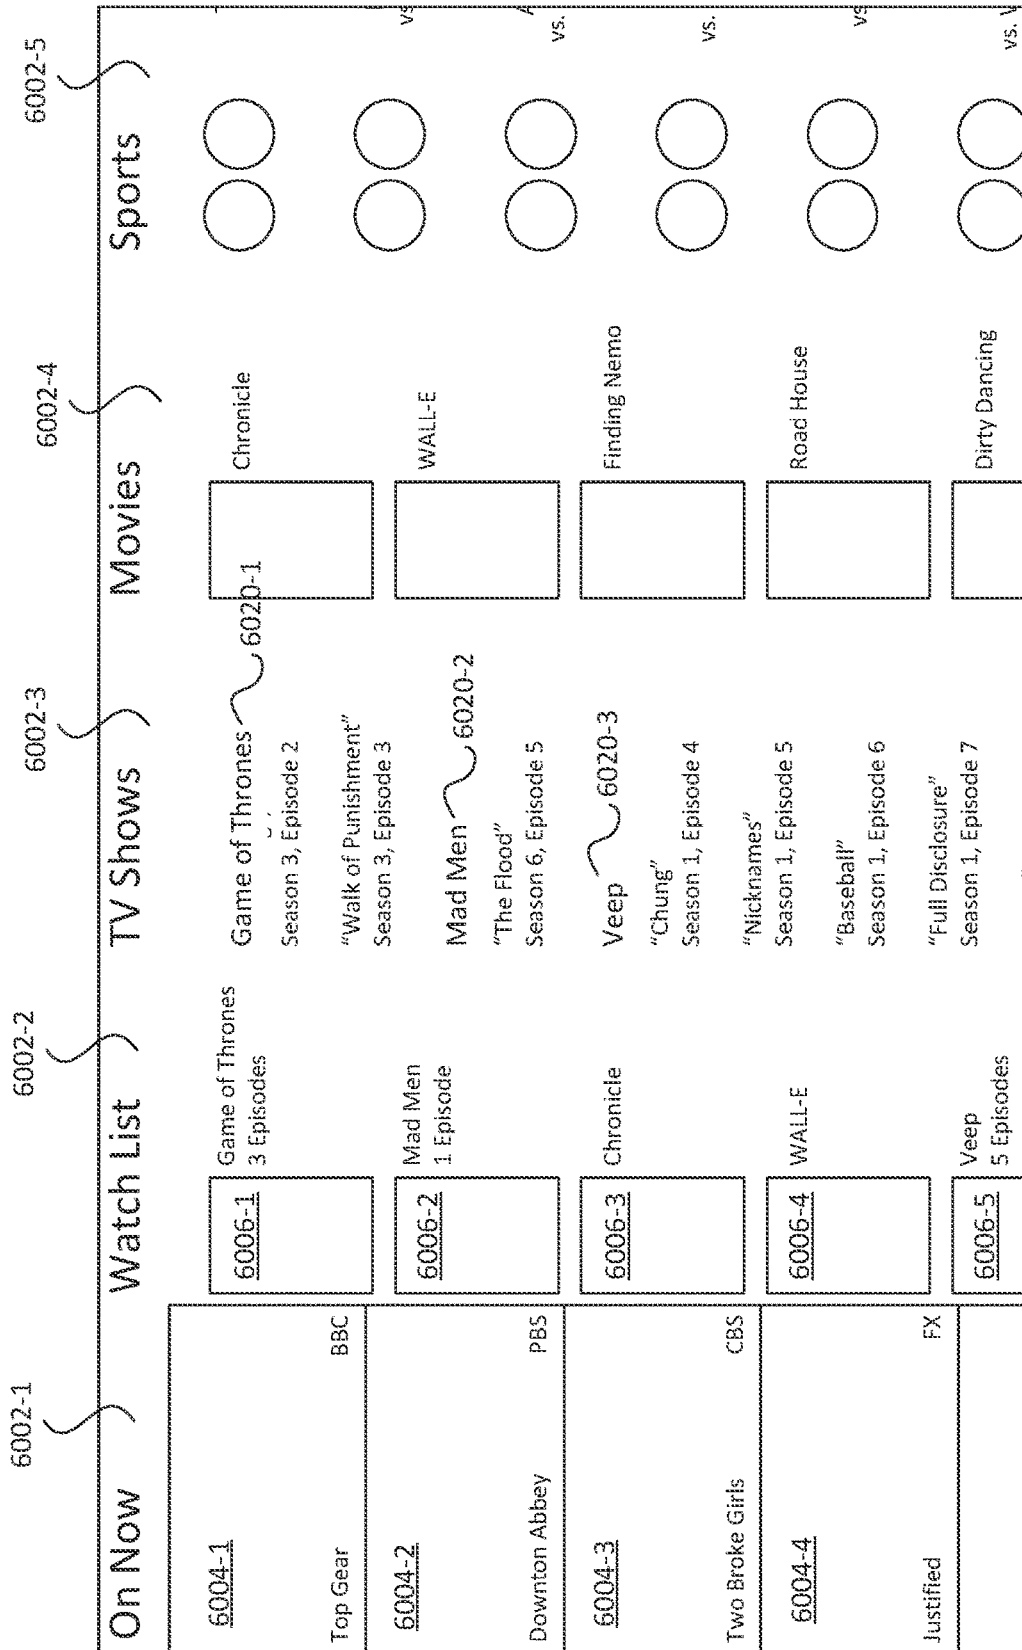 6002-1
6002-2
6002-3
6002-4
6002-5
On Now
Watch List
TV Shows
Movies
Sports
6004-1
Top Gear
BBC
6004-2
Downton Abbey
PBS
6004-3
Two Broke Girls
CBS
6004-4
Justified
FX
6006-1
Game of Thrones
3 Episodes
6006-2
Mad Men
1 Episode
6006-3
Chronicle
6006-4
WALL-E
6006-5
Veep
5 Episodes
Game of Thrones
6020-1
Season 3, Episode 2
“Walk of Punishment”
Season 3, Episode 3
Mad Men
6020-2
“The Flood”
Season 6, Episode 5
Veep
6020-3
“Chung”
Season 1, Episode 4
“Nicknames”
Season 1, Episode 5
“Baseball”
Season 1, Episode 6
“Full Disclosure”
Season 1, Episode 7
Chronicle
WALL-E
Finding Nemo
Road House
Dirty Dancing
vs.
vs.
vs.
vs.
vs.